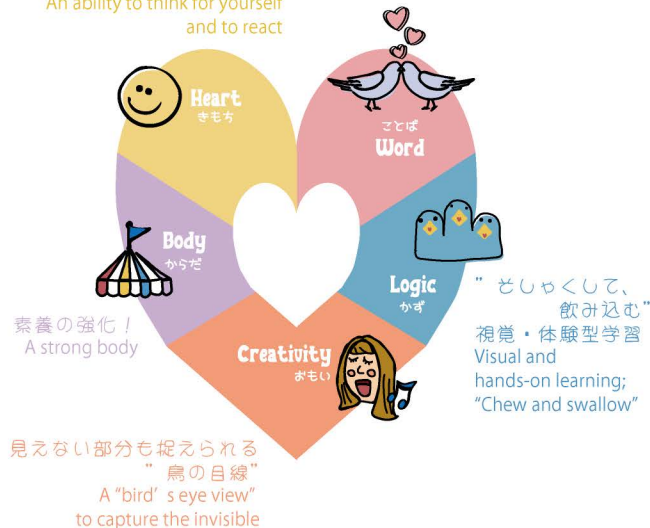 An ability to think for yourself
and to react
Heart
きもち
ことば
Word
Body
からだ
Logic
かず
Creativity
おもい
素養の強化！
A strong body
”そしゃくして、
飲み込む”
視覚・体験型学習
Visual and
hands-on learning;
“Chew and swallow”
見えない部分も捉えられる
”鳥の目線”
A “bird’s eye view”
to capture the invisible